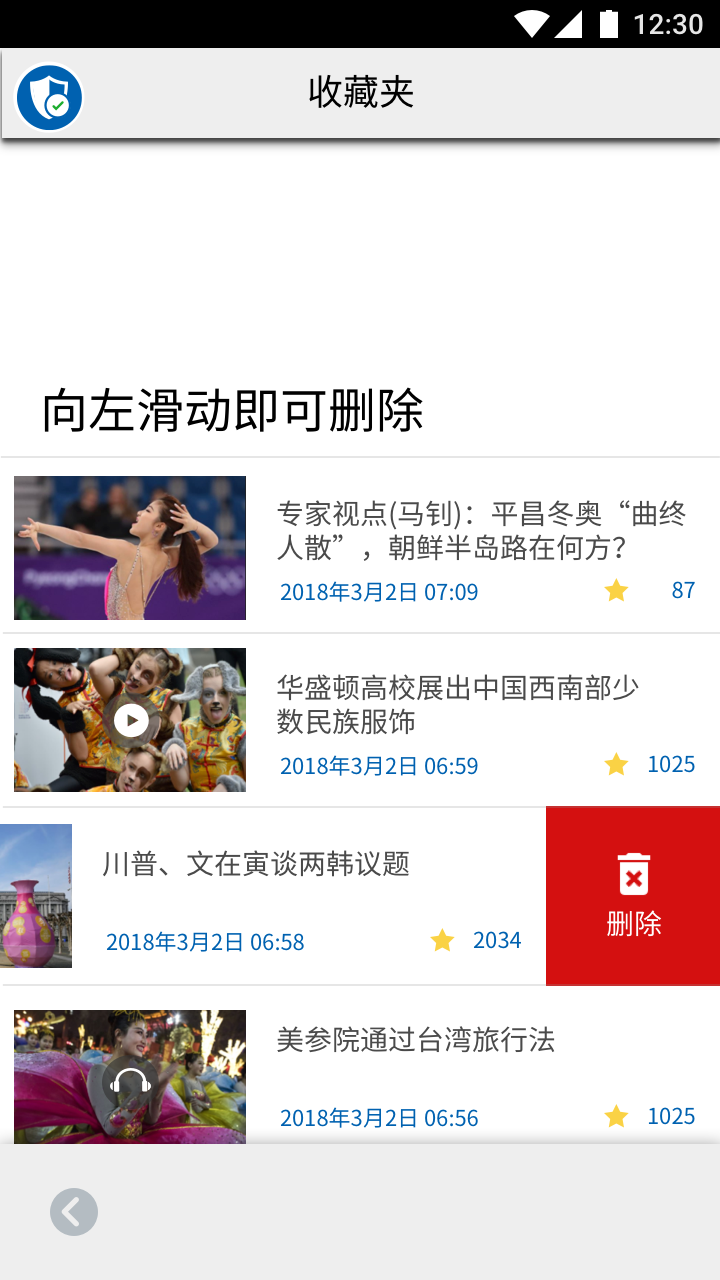 12:30
收藏夹
向左滑动即可删除
专家视点(马钊)：平昌冬奥“曲终
人散”，朝鲜半岛路在何方？
2018年3月2日 07:09
87
华盛顿高校展出中国西南部少
数民族服饰
2018年3月2日 06:59
1025
川普、文在寅谈两韩议题
2018年3月2日 06:58
2034
删除
美参院通过台湾旅行法
2018年3月2日 06:56
1025